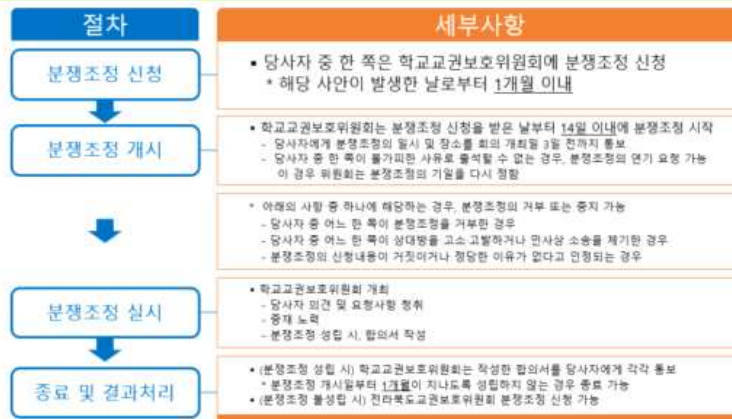 절차
세부사항
분쟁조정 신청
▪ 당사자 중 한 쪽은 학교교권보호위원회에 분쟁조정 신청
* 해당 사안이 발생한 날로부터 1개월 이내
분쟁조정 개시
▪ 학교교권보호위원회는 분쟁조정 신청을 받은 날부터 14일 이내에 분쟁조정 시작
- 당사자에게 분쟁조정의 일시 및 장소를 회의 개최일 3일 전까지 통보
- 당사자 중 한 쪽이 불가피한 사유로 출석할 수 없는 경우, 분쟁조정의 연기 요청 가능
이 경우 위원회는 분쟁조정의 기일을 다시 정함
* 아래의 사항 중 하나에 해당하는 경우, 분쟁조정의 거부 또는 중지 가능
- 당사자 중 어느 한 쪽이 분쟁조정을 거부한 경우
- 당사자 중 어느 한 쪽이 상대방을 고소·고발하거나 민사상 소송을 제기한 경우
- 분쟁조정의 신청내용이 거짓이거나 정당한 이유가 없다고 인정되는 경우
분쟁조정 실시
▪ 학교교권보호위원회 개최
- 당사자 의견 및 요청사항 청취
- 중재 노력
- 분쟁조정 성립 시, 합의서 작성
종료 및 결과처리
▪ (분쟁조정 성립 시) 학교교권보호위원회는 작성한 합의서를 당사자에게 각각 통보
* 분쟁조정 개시일부터 1개월이 지나도록 성립하지 않는 경우 종료 가능
▪ (분쟁조정 불성립 시) 전라북도교권보호위원회 분쟁조정 신청 가능